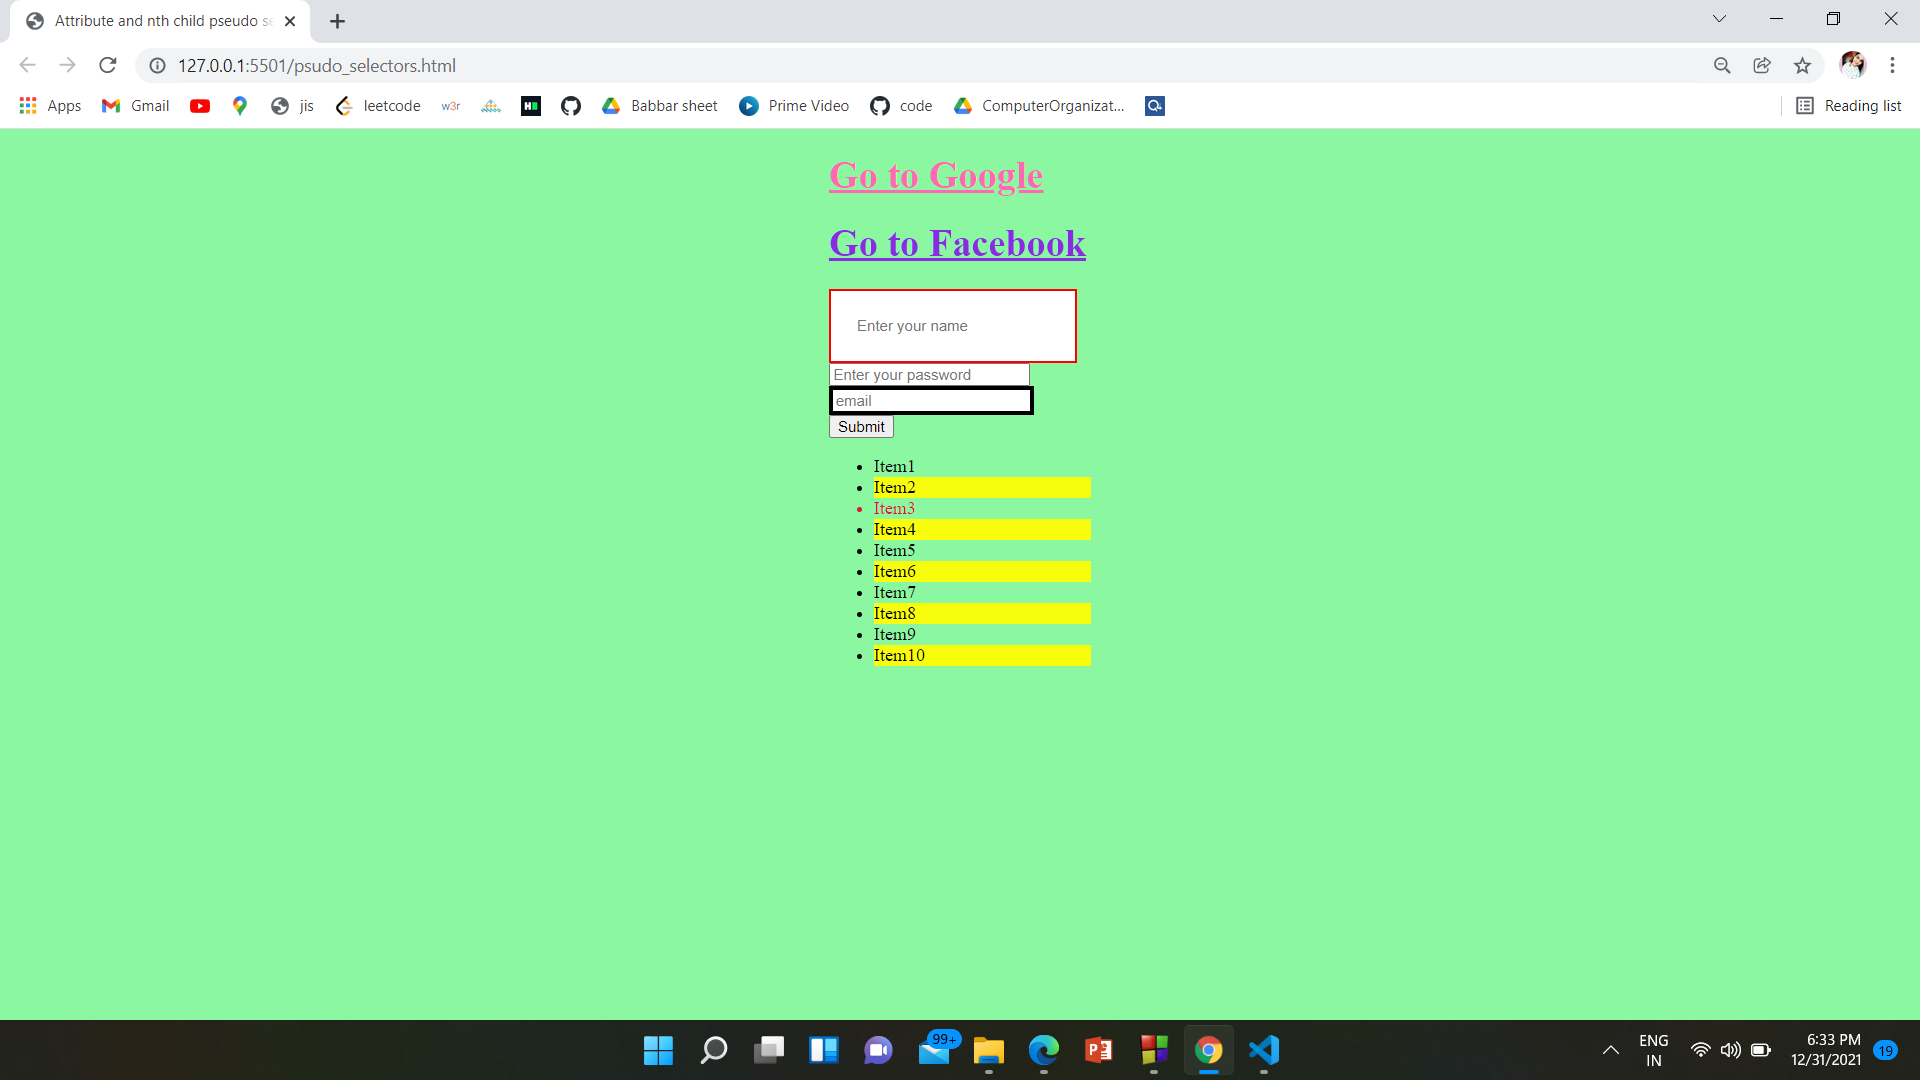 Attribute and nth child pseudo se
127.0.0.1:5501/psudo_selectors.html
Apps Gmail jis leetcode w3r H Babbar sheet Prime Video code ComputerOrganizat... Reading list
Go to Google
Go to Facebook
Enter your name
Enter your password
email
Submit
Item1
Item2
Item3
Item4
Item5
Item6
Item7
Item8
Item9
Item10
99+
ENG
IN
6:33 PM
12/31/2021
19